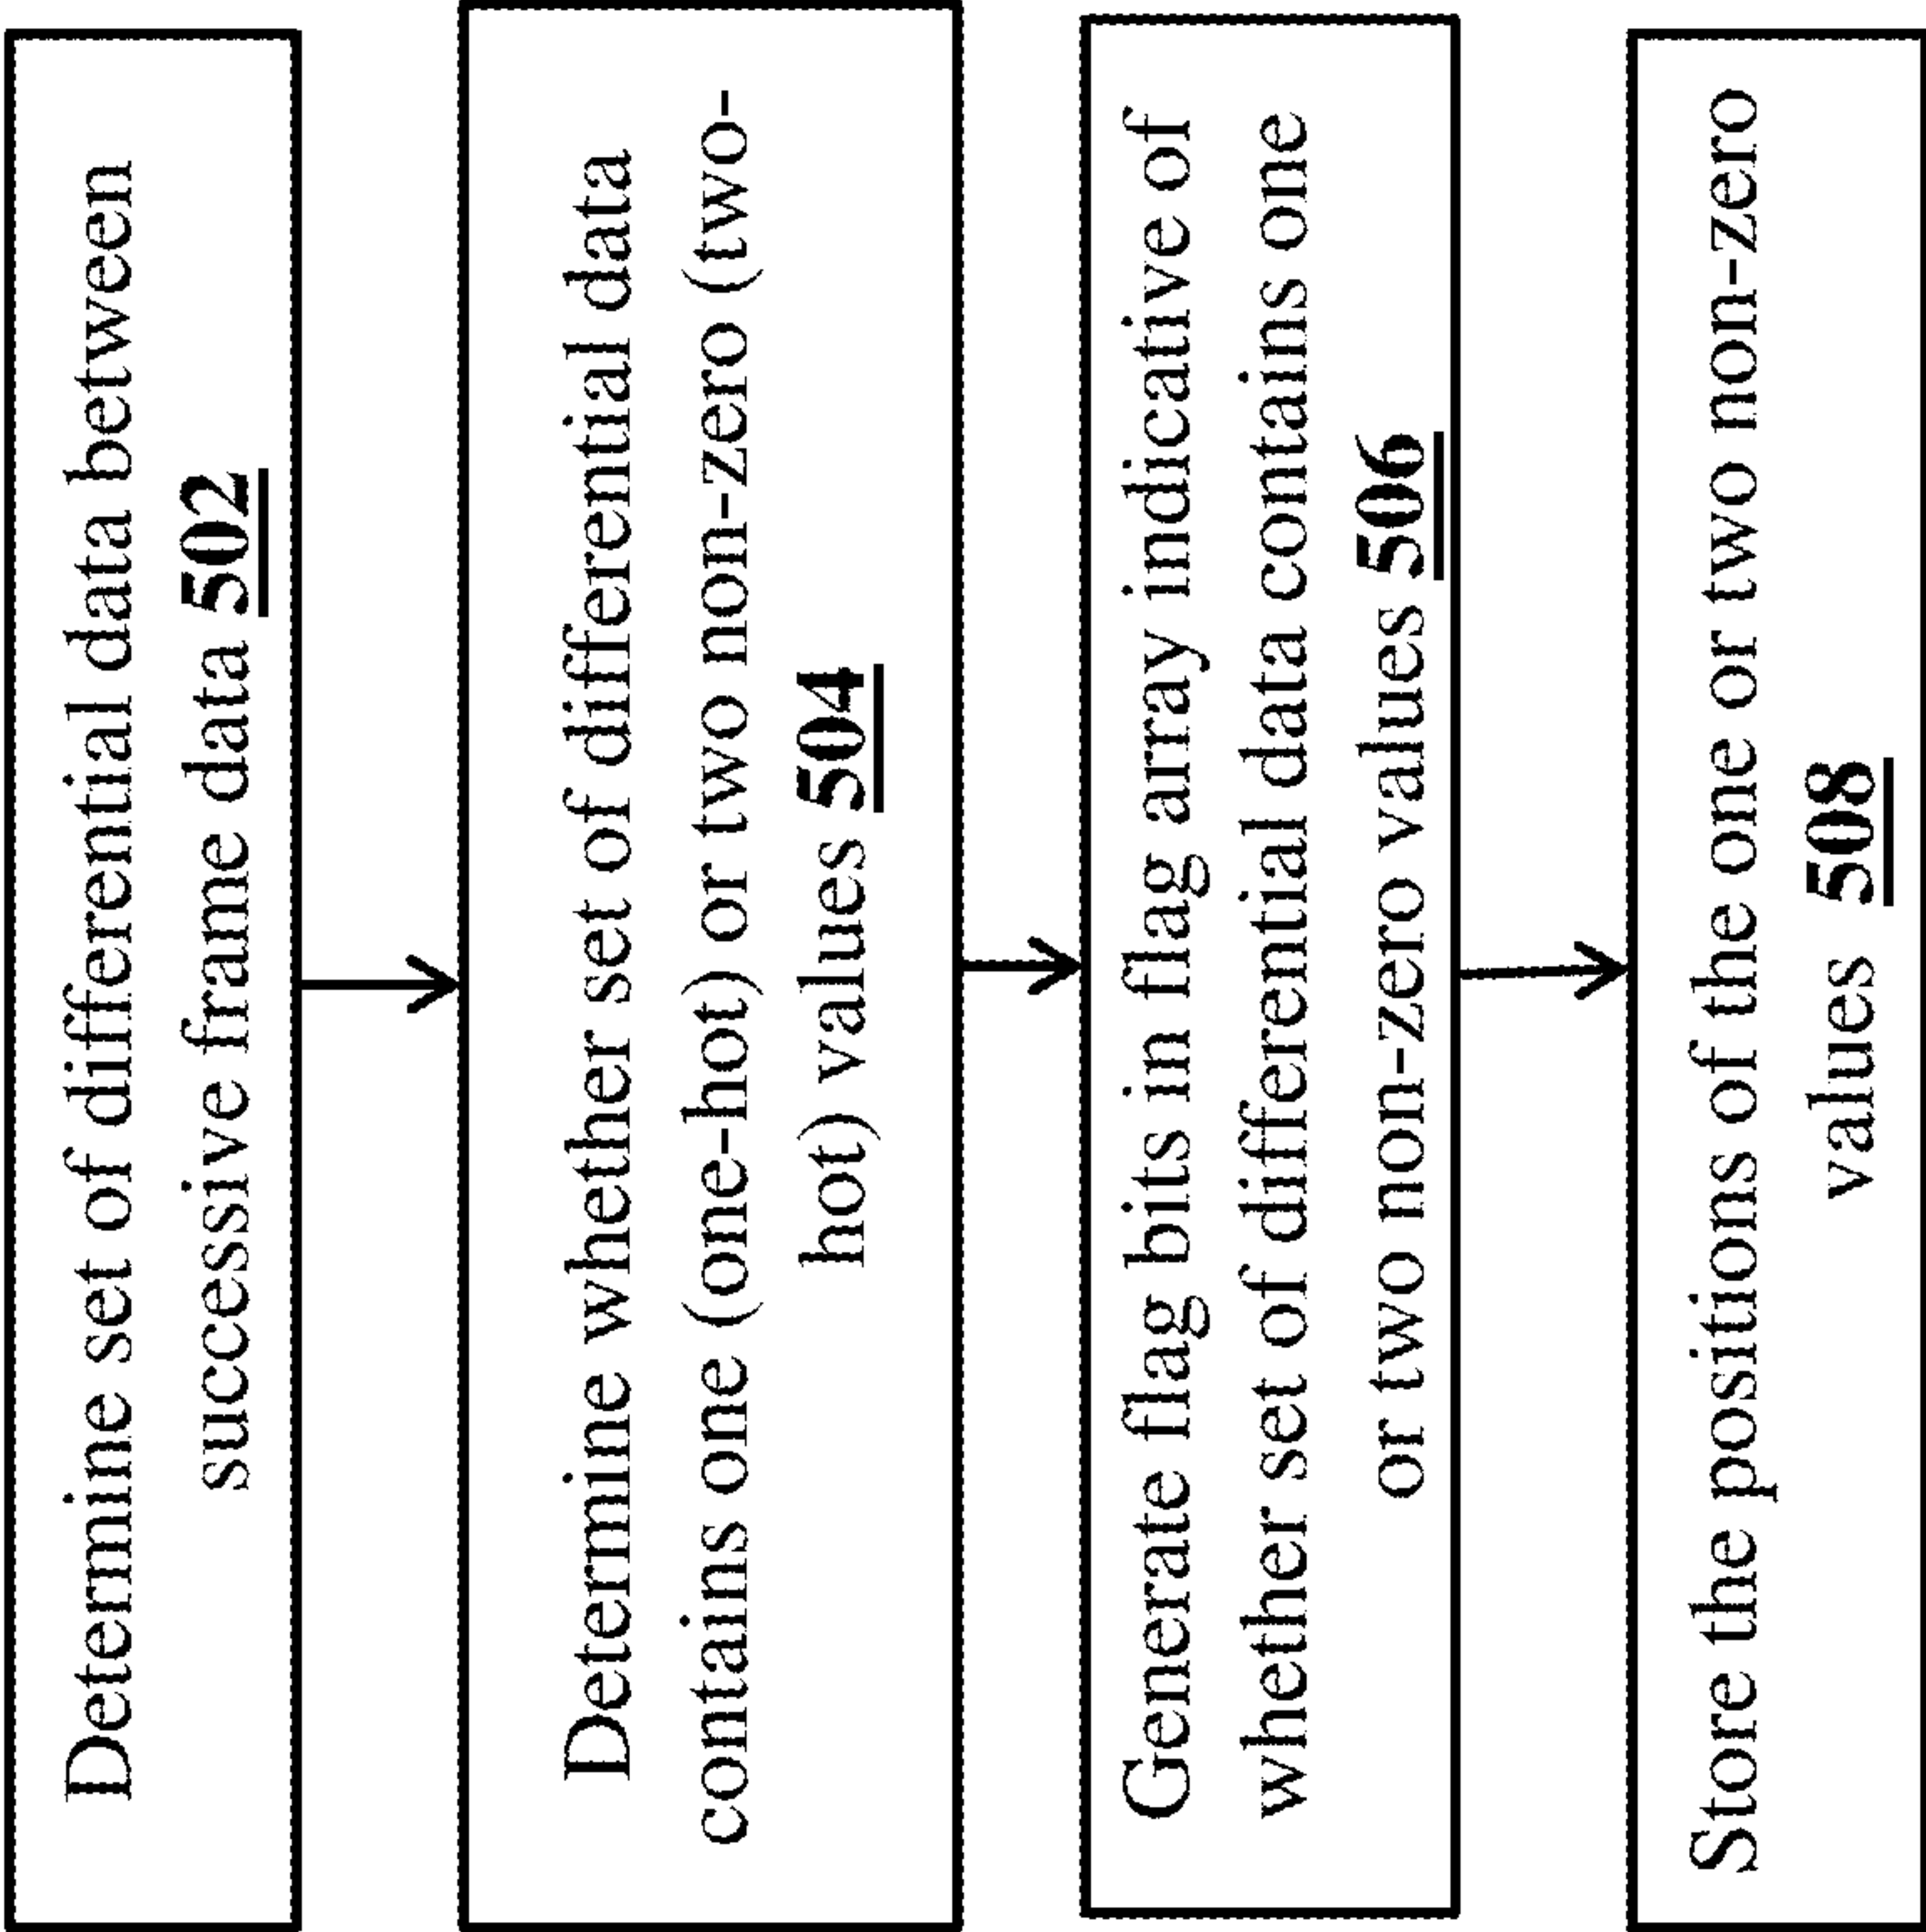 Determine set of differential data between
successive frame data 502
Determine whether set of differential data
contains one (one-hot) or two non-zero (two-
hot) values 504
Generate flag bits in flag array indicative of
whether set of differential data contains one
or two non-zero values 506
Store the positions of the one or two non-zero
values 508